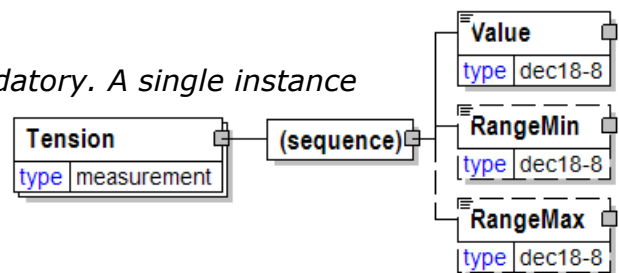 Value
type dec18-8
datory. A single instance
RangeMin
type dec18-8
Tension
type measurement
(sequence)
RangeMax
type dec18-8